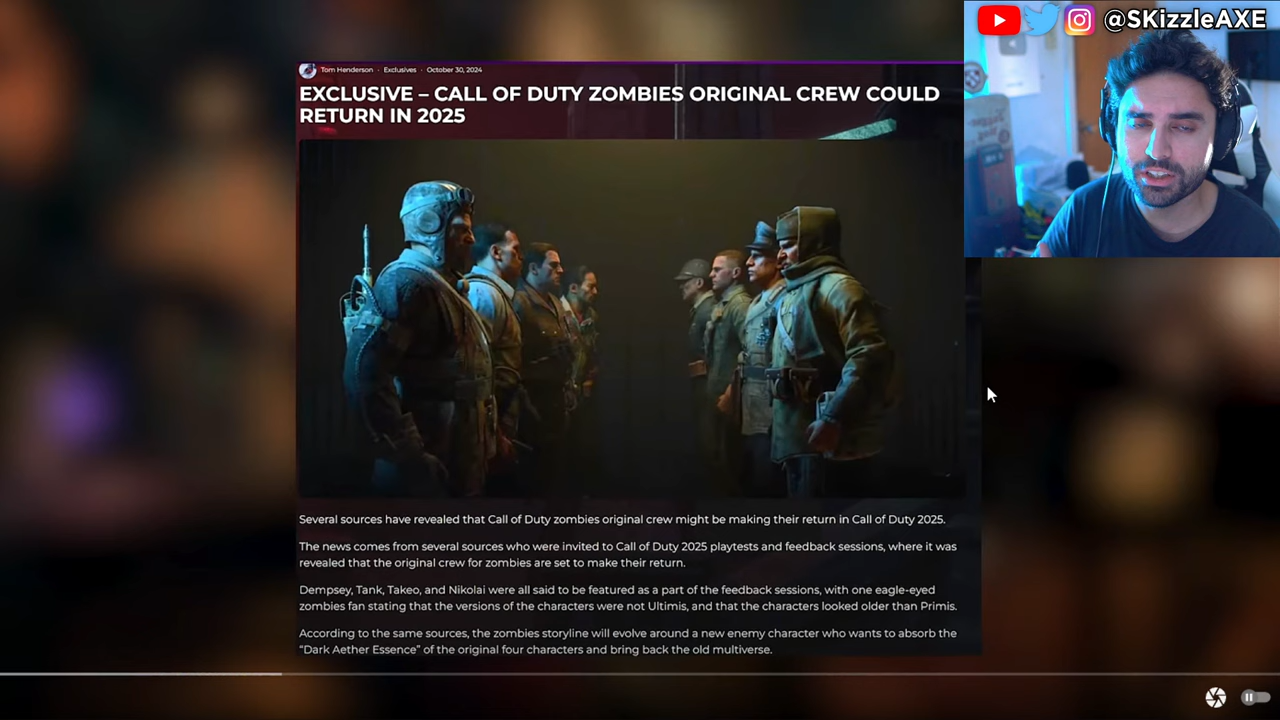 @SKizzleAXE
Tom Henderson · Exclusives · October 30, 2024
EXCLUSIVE – CALL OF DUTY ZOMBIES ORIGINAL CREW COULD
RETURN IN 2025
Several sources have revealed that Call of Duty zombies original crew might be making their return in Call of Duty 2025.
The news comes from several sources who were invited to Call of Duty 2025 playtests and feedback sessions, where it was
revealed that the original crew for zombies are set to make their return.
Dempsey, Tank, Takeo, and Nikolai were all said to be featured as a part of the feedback sessions, with one eagle-eyed
zombies fan stating that the versions of the characters were not Ultimis, and that the characters looked older than Primis.
According to the same sources, the zombies storyline will evolve around a new enemy character who wants to absorb the
“Dark Aether Essence” of the original four characters and bring back the old multiverse.